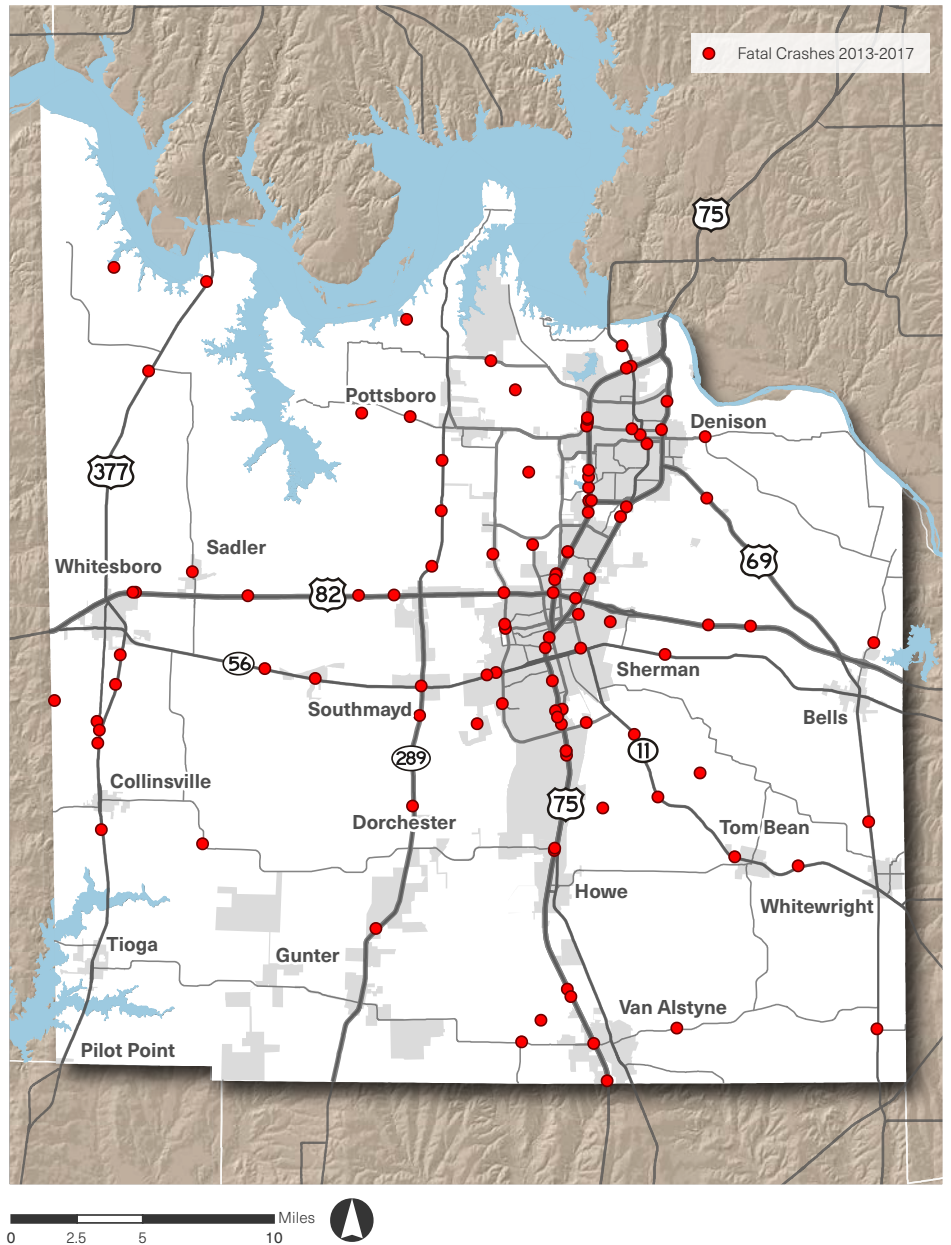 Fatal Crashes 2013-2017
75
Pottsboro
Denison
377
Sadler
Whitesboro
69
82
56
Sherman
Southmayd
Bells
11
289
Collinsville
75
Dorchester
Tom Bean
Howe
Whitewright
Tioga
Gunter
Van Alstyne
Pilot Point
Miles
0 2.5 5 10